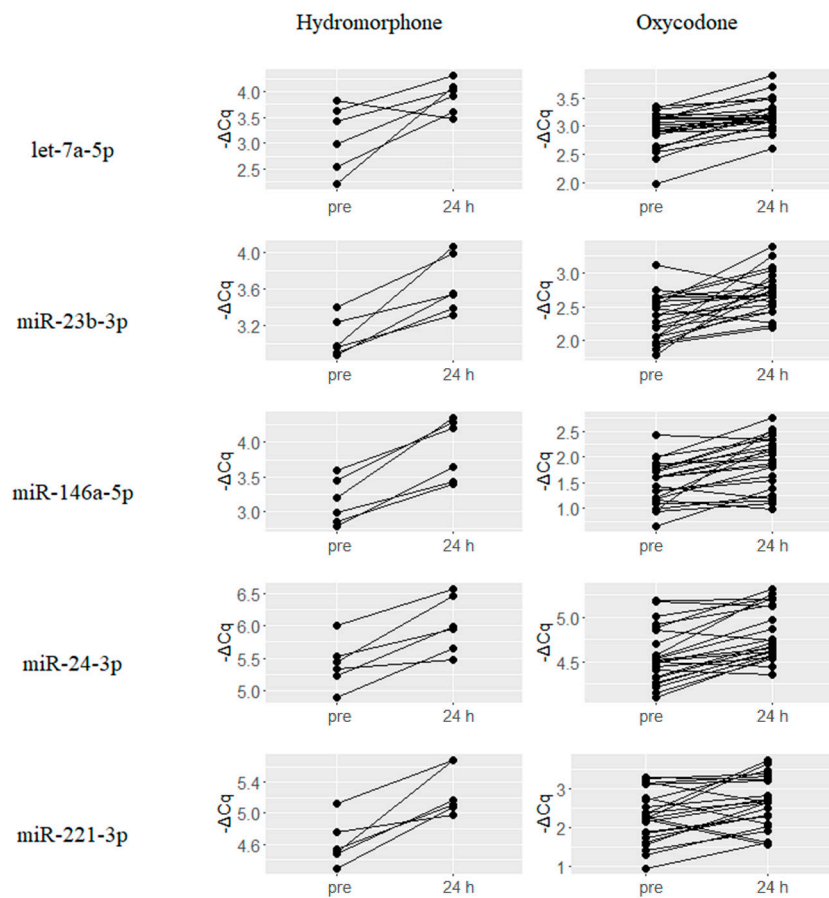 Hydromorphone Oxycodone
let-7a-5p
-ΔCq
4.0
3.5
3.0
2.5
pre 24 h
-ΔCq
3.5
3.0
2.5
2.0
pre 24 h
miR-23b-3p
-ΔCq
4.0
3.6
3.2
pre 24 h
-ΔCq
3.0
2.5
2.0
pre 24 h
miR-146a-5p
-ΔCq
4.0
3.5
3.0
pre 24 h
-ΔCq
2.5
2.0
1.5
1.0
pre 24 h
miR-24-3p
-ΔCq
6.5
6.0
5.5
5.0
pre 24 h
-ΔCq
5.0
4.5
pre 24 h
miR-221-3p
-ΔCq
5.4
5.0
4.6
pre 24 h
-ΔCq
3
2
1
pre 24 h